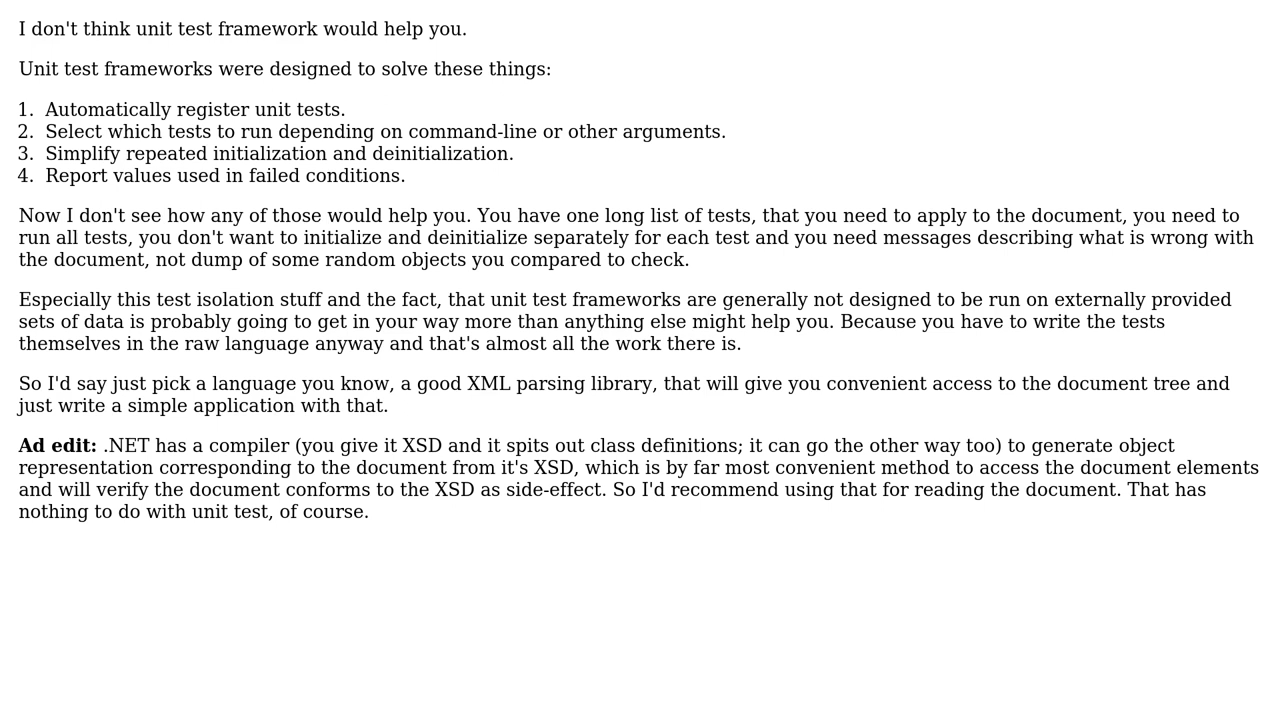 I don't think unit test framework would help you.
Unit test frameworks were designed to solve these things:
1. Automatically register unit tests.
2. Select which tests to run depending on command-line or other arguments.
3. Simplify repeated initialization and deinitialization.
4. Report values used in failed conditions.
Now I don't see how any of those would help you. You have one long list of tests, that you need to apply to the document, you need to
run all tests, you don't want to initialize and deinitialize separately for each test and you need messages describing what is wrong with
the document, not dump of some random objects you compared to check.
Especially this test isolation stuff and the fact, that unit test frameworks are generally not designed to be run on externally provided
sets of data is probably going to get in your way more than anything else might help you. Because you have to write the tests
themselves in the raw language anyway and that's almost all the work there is.
So I'd say just pick a language you know, a good XML parsing library, that will give you convenient access to the document tree and
just write a simple application with that.
Ad edit: .NET has a compiler (you give it XSD and it spits out class definitions; it can go the other way too) to generate object
representation corresponding to the document from it's XSD, which is by far most convenient method to access the document elements
and will verify the document conforms to the XSD as side-effect. So I'd recommend using that for reading the document. That has
nothing to do with unit test, of course.